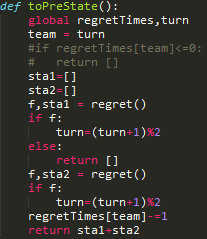 def toPreState():
    global regretTimes,turn
    team = turn
    #if regretTimes[team]<=0:
    #   return []
    sta1=[]
    sta2=[]
    f,sta1 = regret()
    if f:
        turn=(turn+1)%2
    else:
        return []
    f,sta2 = regret()
    if f:
        turn=(turn+1)%2
    regretTimes[team]-=1
    return sta1+sta2